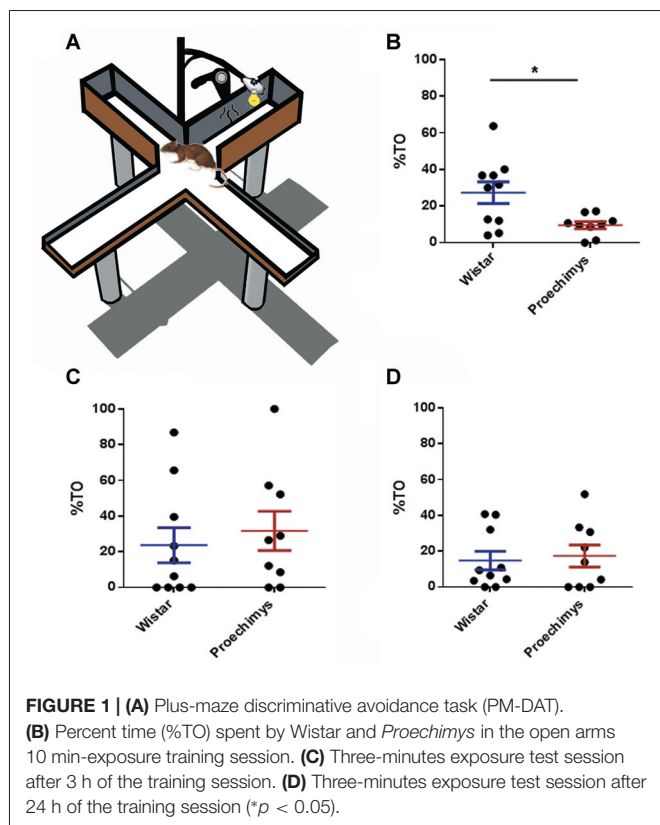 A
B
100
80
60
40
20
0
%TO
*
Wistar
Proechimys
C
100
80
60
40
20
0
%TO
Wistar
Proechimys
D
100
80
60
40
20
0
%TO
Wistar
Proechimys
FIGURE 1 | (A) Plus-maze discriminative avoidance task (PM-DAT).
(B) Percent time (%TO) spent by Wistar and Proechimys in the open arms
10 min-exposure training session. (C) Three-minutes exposure test session
after 3 h of the training session. (D) Three-minutes exposure test session after
24 h of the training session (*p < 0.05).